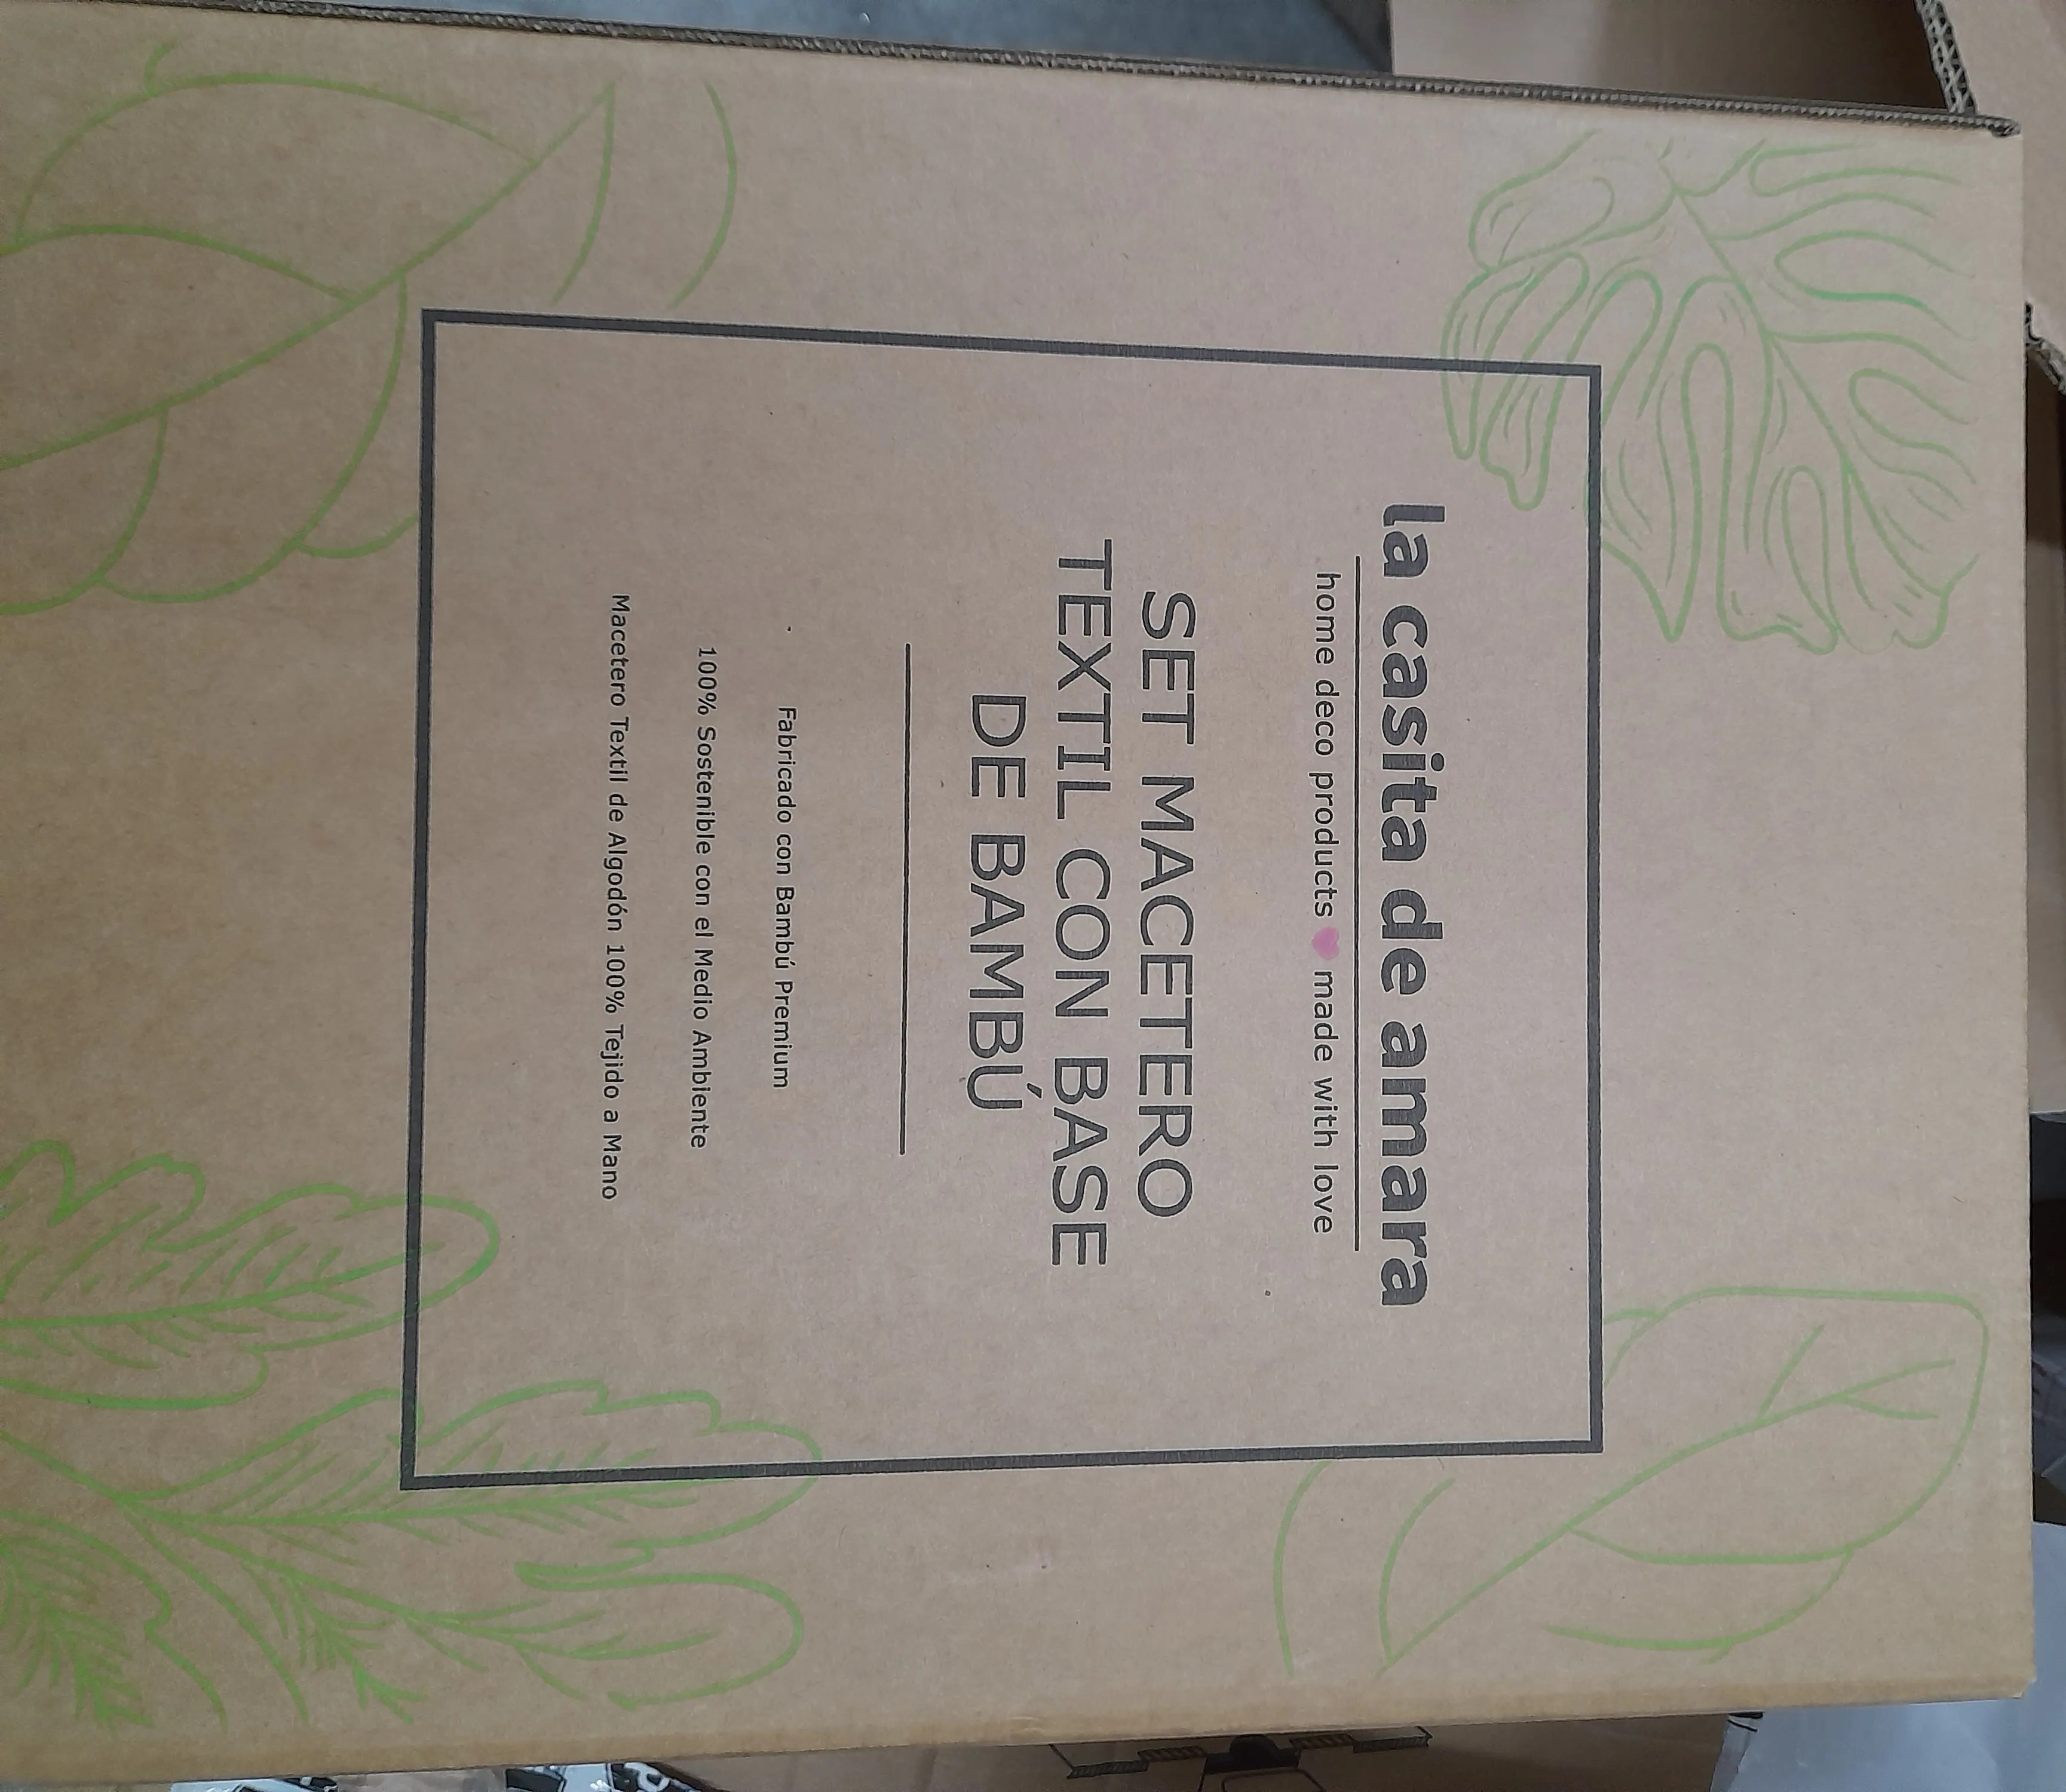 la casita de amara
home deco products 🩷 made with love
SET MACETERO
TEXTIL CON BASE
DE BAMBÚ
Fabricado con Bambú Premium
100% Sostenible con el Medio Ambiente
Macetero Textil de Algodón 100% Tejido a Mano